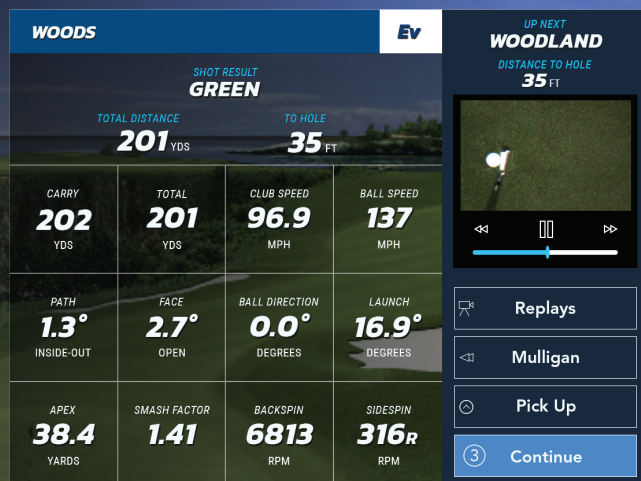 WOODS
Ev
SHOT RESULT
GREEN
TOTAL DISTANCE
201 YDS
TO HOLE
35 FT
CARRY
202
YDS
TOTAL
201
YDS
CLUB SPEED
96.9
MPH
BALL SPEED
137
MPH
PATH
1.3°
INSIDE-OUT
FACE
2.7°
OPEN
BALL DIRECTION
0.0°
DEGREES
LAUNCH
16.9°
DEGREES
APEX
38.4
YARDS
SMASH FACTOR
1.41
BACKSPIN
6813
RPM
SIDESPIN
316R
RPM
UP NEXT
WOODLAND
DISTANCE TO HOLE
35 FT
Replays
Mulligan
Pick Up
3 Continue